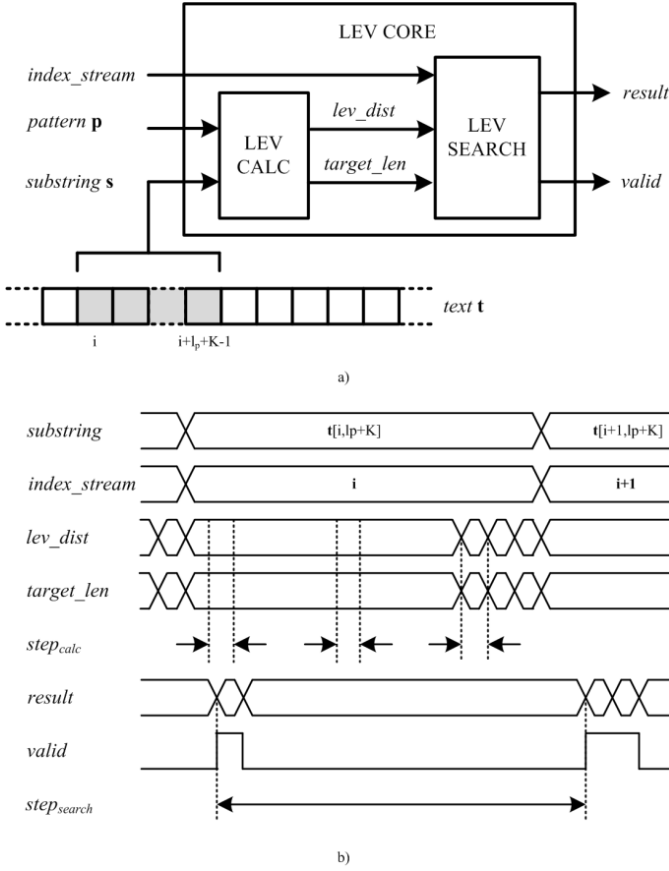 LEV CORE
index_stream
result
pattern p
lev_dist
LEV CALC
LEV SEARCH
substring s
target_len
valid
text t
i
i+lp+K-1
a)
substring
t[i,lp+K]
t[i+1,lp+K]
index_stream
i
i+1
lev_dist
target_len
stepcalc
result
valid
stepsearch
b)